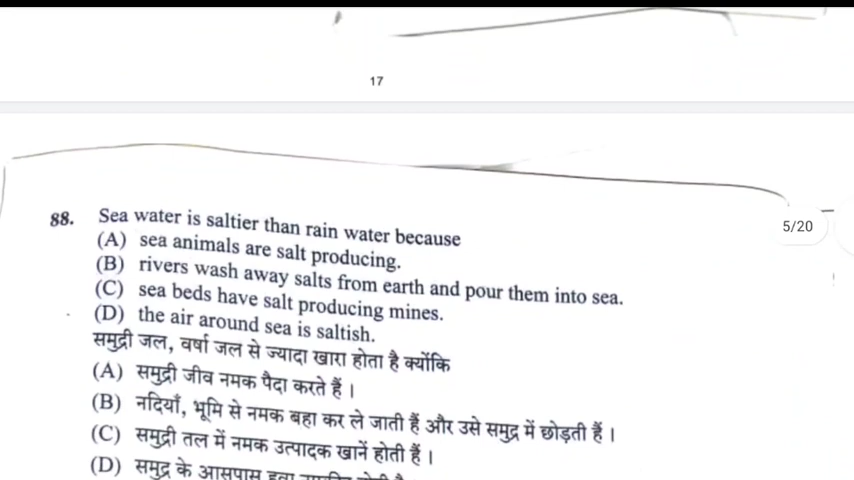 17
5/20
88. Sea water is saltier than rain water because
(A) sea animals are salt producing.
(B) rivers wash away salts from earth and pour them into sea.
(C) sea beds have salt producing mines.
(D) the air around sea is saltish.
समुद्री जल, वर्षा जल से ज्यादा खारा होता है क्योंकि
(A) समुद्री जीव नमक पैदा करते हैं ।
(B) नदियाँ, भूमि से नमक बहा कर ले जाती हैं और उसे समुद्र में छोड़ती हैं ।
(C) समुद्री तल में नमक उत्पादक खानें होती हैं ।
(D) समुद्र के आसपास हवा